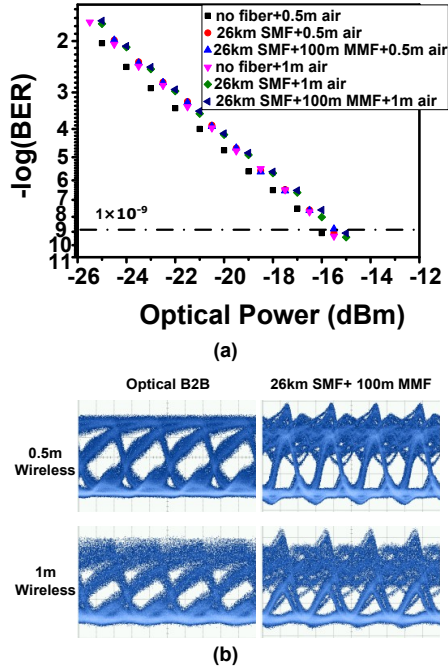 (a)
no fiber+0.5m air
26km SMF+0.5m air
26km SMF+100m MMF+0.5m air
no fiber+1m air
26km SMF+1m air
26km SMF+100m MMF+1m air
-log(BER)
2
3
4
5
6
7
8
9
10
11
1×10⁻⁹
-26 -24 -22 -20 -18 -16 -14 -12
Optical Power (dBm)
(a)
Optical B2B 26km SMF+ 100m MMF
0.5m
Wireless
1m
Wireless
(b)